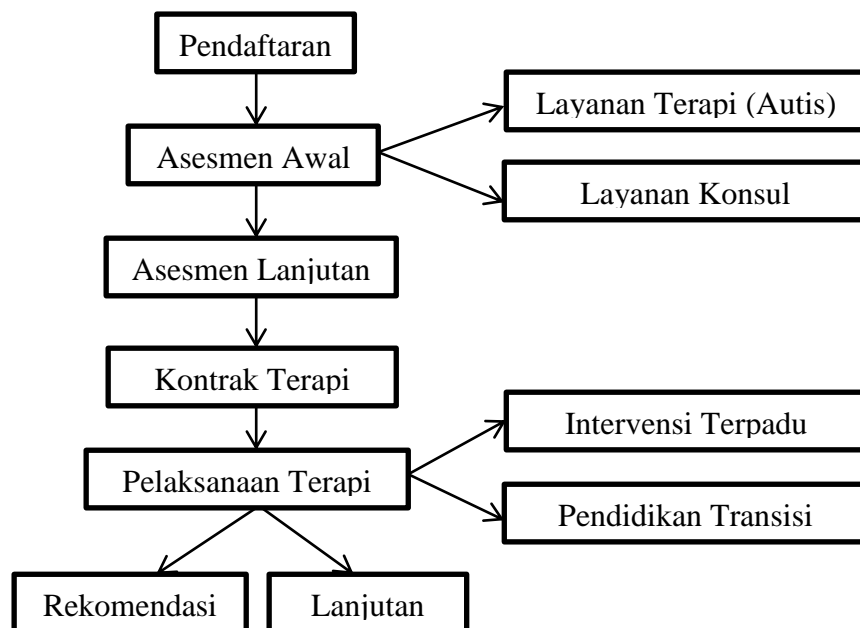 Pendaftaran
Layanan Terapi (Autis)
Asesmen Awal
Layanan Konsul
Asesmen Lanjutan
Kontrak Terapi
Intervensi Terpadu
Pelaksanaan Terapi
Pendidikan Transisi
Rekomendasi
Lanjutan